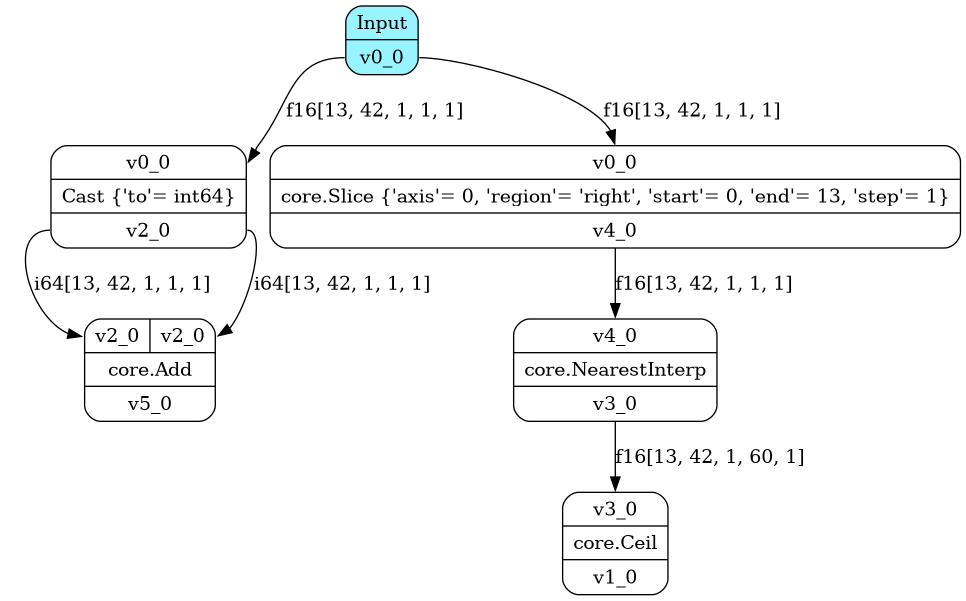 Input
v0_0
f16[13, 42, 1, 1, 1]
f16[13, 42, 1, 1, 1]
v0_0
Cast {'to'= int64}
v2_0
v0_0
core.Slice {'axis'= 0, 'region'= 'right', 'start'= 0, 'end'= 13, 'step'= 1}
v4_0
i64[13, 42, 1, 1, 1]
i64[13, 42, 1, 1, 1]
f16[13, 42, 1, 1, 1]
v2_0 v2_0
core.Add
v5_0
v4_0
core.NearestInterp
v3_0
f16[13, 42, 1, 60, 1]
v3_0
core.Ceil
v1_0